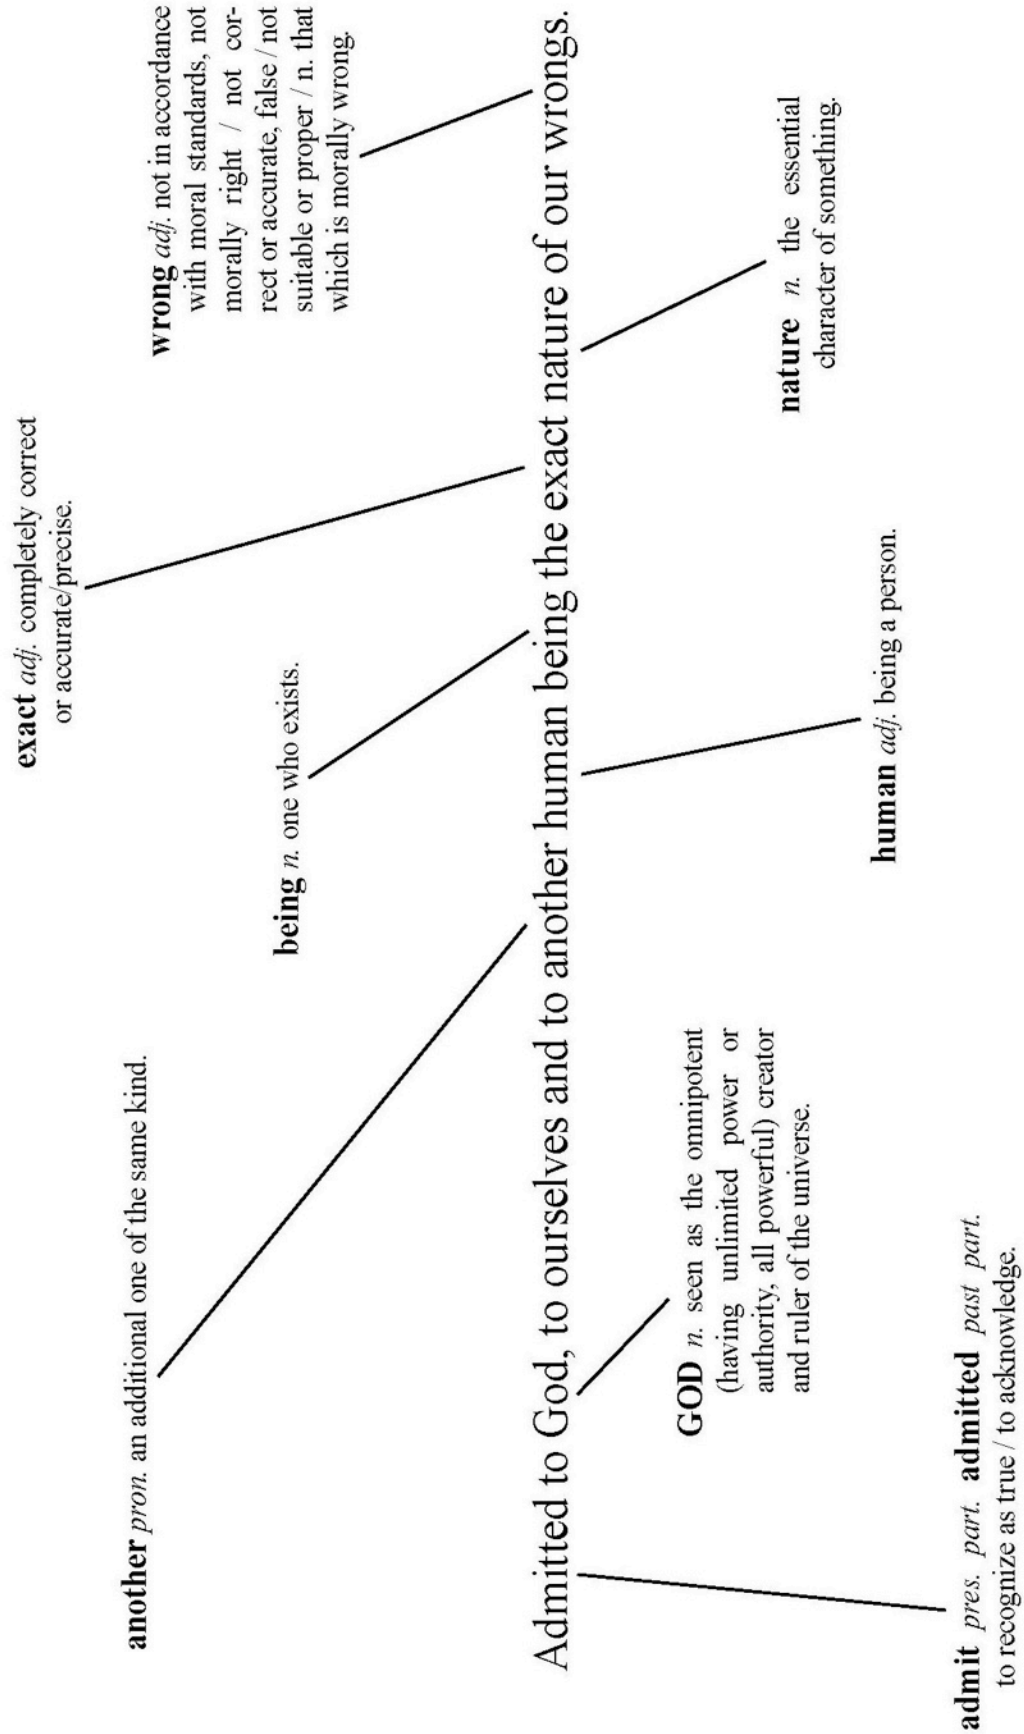 exact adj. completely correct
or accurate/precise.
wrong adj. not in accordance
with moral standards, not
morally right / not cor-
rect or accurate, false / not
suitable or proper / n. that
which is morally wrong.
another pron. an additional one of the same kind.
being n. one who exists.
Admitted to God, to ourselves and to another human being the exact nature of our wrongs.
GOD n. seen as the omnipotent
(having unlimited power or
authority, all powerful) creator
and ruler of the universe.
nature n. the essential
character of something.
human adj. being a person.
admit pres. part. admitted past part.
to recognize as true / to acknowledge.